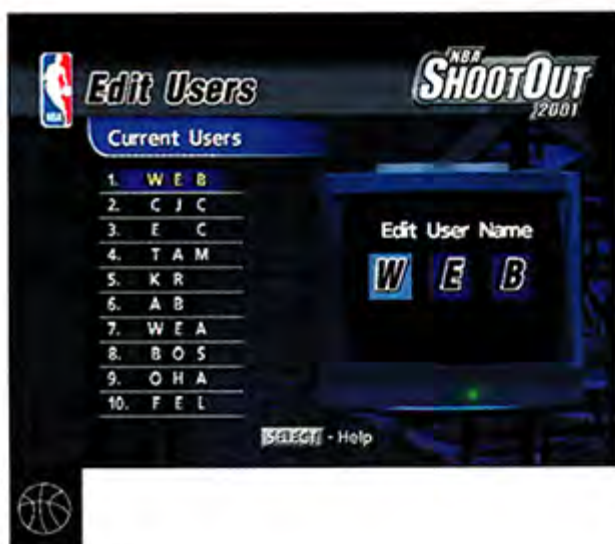 NBA
Edit Users
NBA
SHOOTOUT
2001
Current Users
1. W E B
2. C J C
3. E C
4. T A M
5. K R
6. A B
7. W E A
8. B O S
9. O H A
10. F E L
Edit User Name
W E B
SELECT - Help